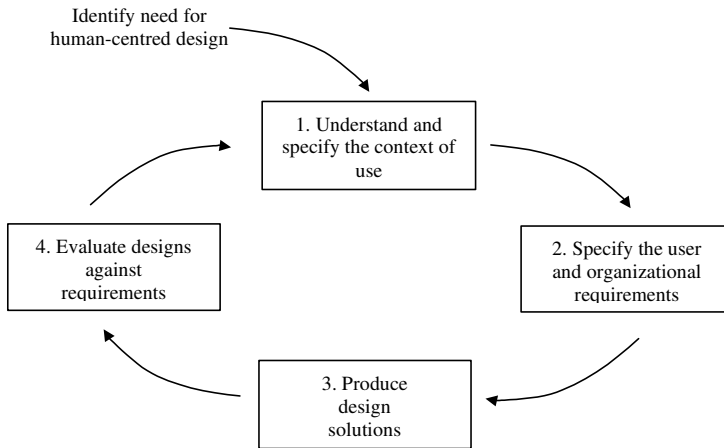 Identify need for
human-centred design
1. Understand and
specify the context of
use
2. Specify the user
and organizational
requirements
3. Produce
design
solutions
4. Evaluate designs
against
requirements